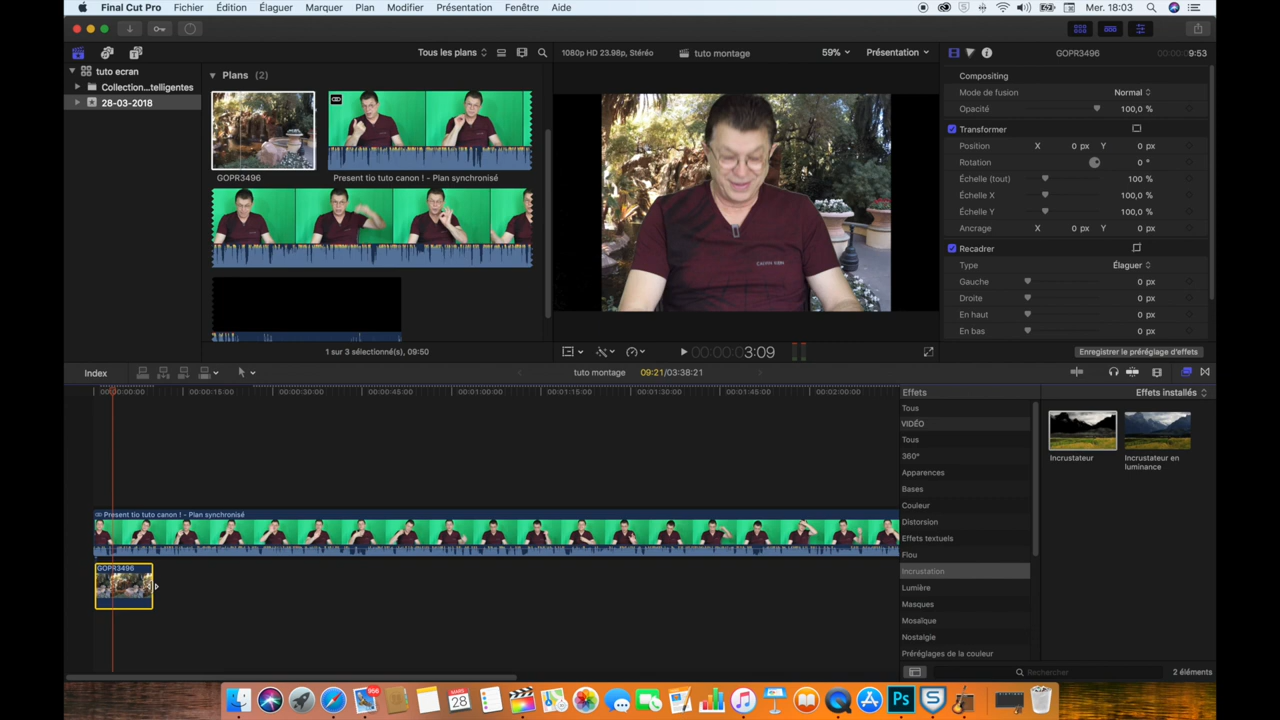 Final Cut Pro Fichier Édition Élaguer Marquer Plan Modifier Présentation Fenêtre Aide Mer. 18:03
Tous les plans 1080p HD 23.98p, Stéréo tuto montage 59% Présentation GOPR3496 9:53
tuto ecran
Collection...telligentes
28-03-2018
Plans (2)
GOPR3496
Present tio tuto canon ! - Plan synchronisé
1 sur 3 sélectionné(s), 09:50
00:00:00 3:09
Compositing
Mode de fusion Normal
Opacité 100,0 %
Transformer
Position X 0 px Y 0 px
Rotation 0 °
Échelle (tout) 100 %
Échelle X 100,0 %
Échelle Y 100,0 %
Ancrage X 0 px Y 0 px
Recadrer
Type Élaguer
Gauche 0 px
Droite 0 px
En haut 0 px
En bas 0 px
Enregistrer le préréglage d'effets
Index tuto montage 09:21/03:38:21
00:00:00:00 00:00:15:00 00:00:30:00 00:00:45:00 00:01:00:00 00:01:15:00 00:01:30:00 00:01:45:00 00:02:00:00
Present tio tuto canon ! - Plan synchronisé
GOPR3496
Effets Effets installés
Tous
VIDÉO
Tous
360°
Apparences
Bases
Couleur
Distorsion
Effets textuels
Flou
Incrustation
Lumière
Masques
Mosaïque
Nostalgie
Préréglages de la couleur
Incrustateur
Incrustateur en
luminance
Rechercher 2 éléments
MARS
28
958
Ps
S